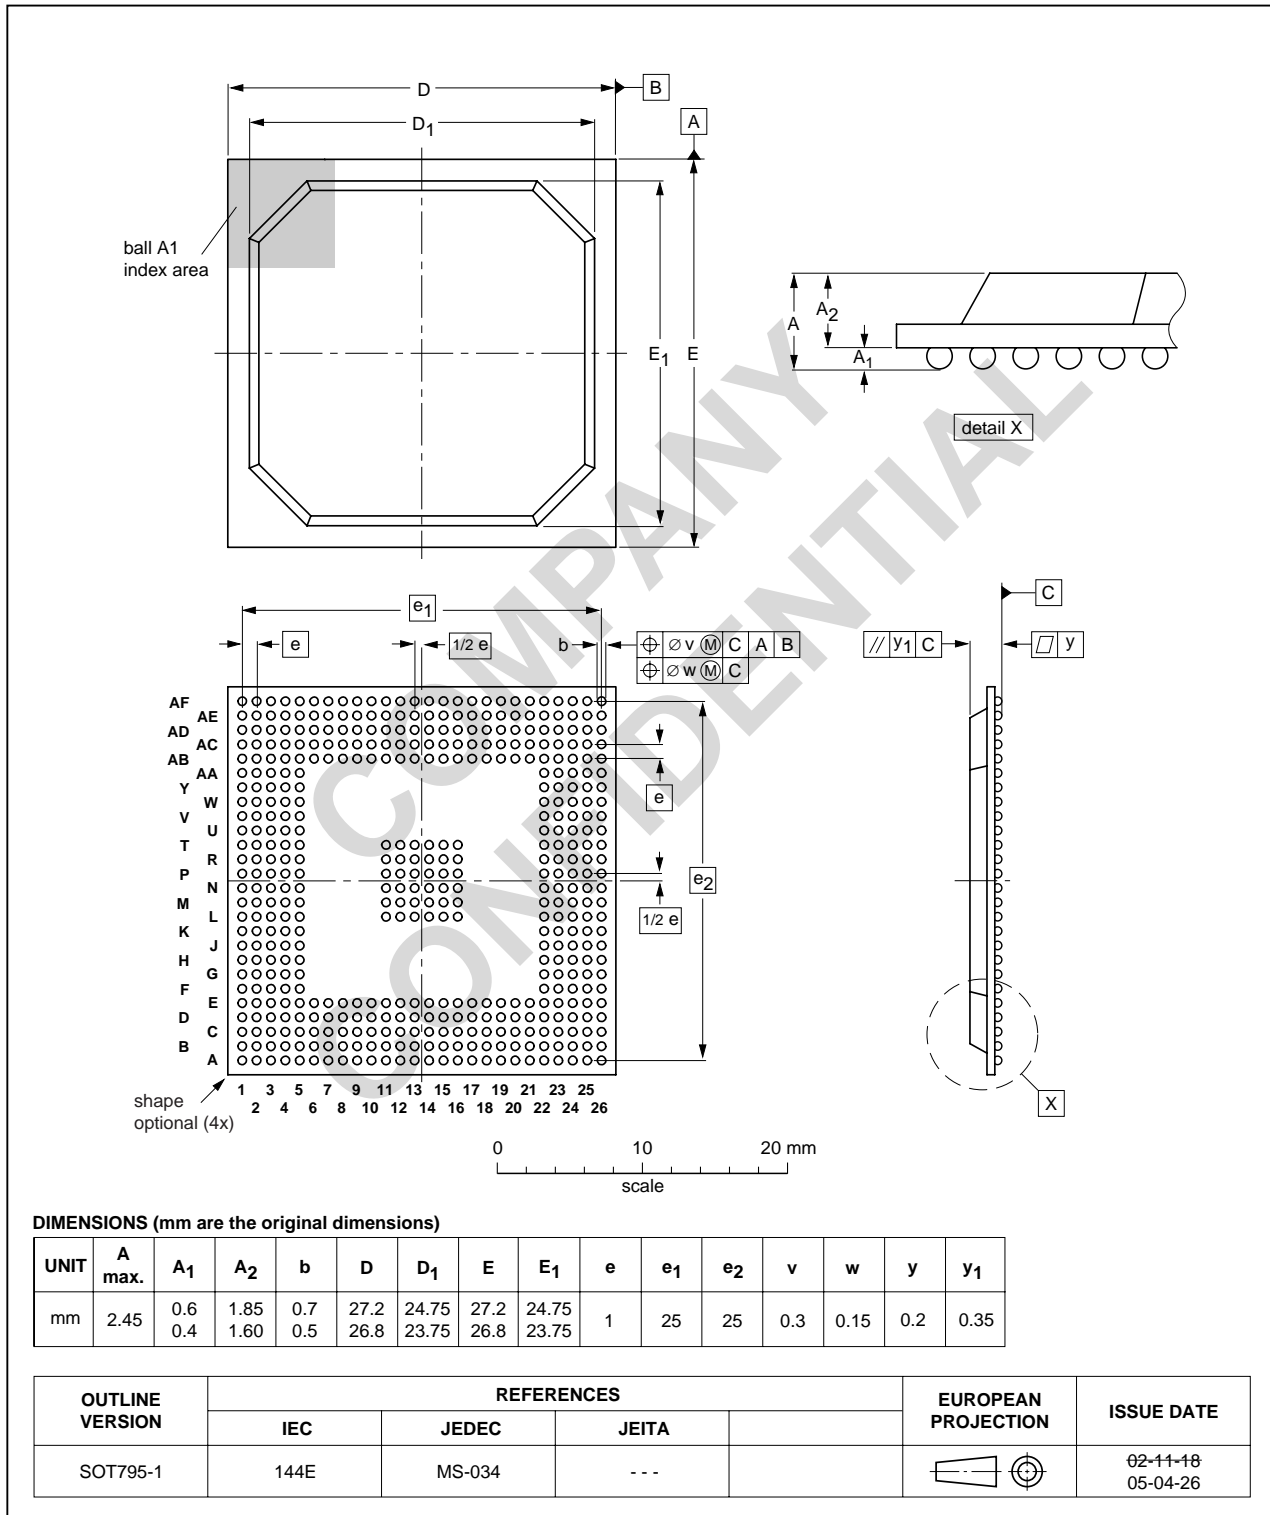 D
B
D1
A
ball A1
index area
E1
E
A
A2
A1
detail X
COMPANY
CONFIDENTIAL
e1
e
1/2 e
b
∅ v M C A B
∅ w M C
C
// y1 C
y
AF
AE
AD
AC
AB
AA
Y
W
V
U
T
R
P
N
M
L
K
J
H
G
F
E
D
C
B
A
e
e2
1/2 e
1 3 5 7 9 11 13 15 17 19 21 23 25
2 4 6 8 10 12 14 16 18 20 22 24 26
shape
optional (4x)
X
0 10 20 mm
scale
DIMENSIONS (mm are the original dimensions)
UNIT A max. A1 A2 b D D1 E E1 e e1 e2 v w y y1
mm 2.45 0.6 0.4 1.85 1.60 0.7 0.5 27.2 26.8 24.75 23.75 27.2 26.8 24.75 23.75 1 25 25 0.3 0.15 0.2 0.35
OUTLINE VERSION REFERENCES EUROPEAN PROJECTION ISSUE DATE
IEC JEDEC JEITA
SOT795-1 144E MS-034 - - - 02-11-18
05-04-26